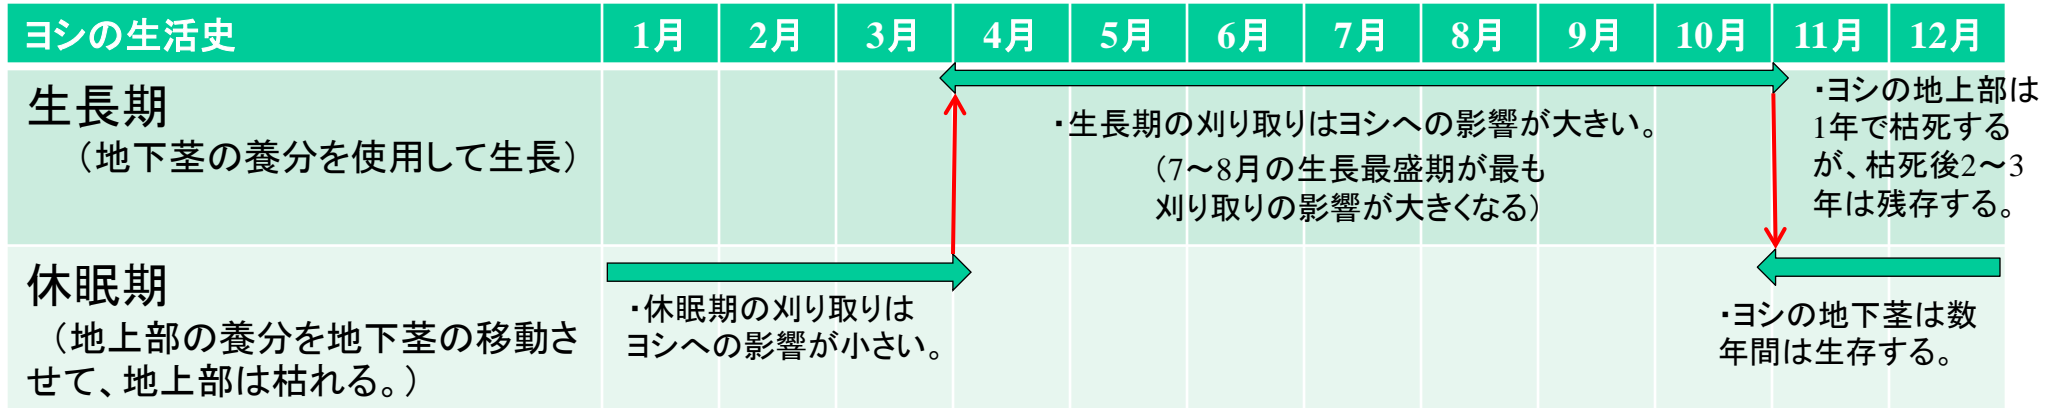 ヨシの生活史 1月 2月 3月 4月 5月 6月 7月 8月 9月 10月 11月 12月
生長期
（地下茎の養分を使用して生長）
・生長期の刈り取りはヨシへの影響が大きい。
（7～8月の生長最盛期が最も
刈り取りの影響が大きくなる）
・ヨシの地上部は
1年で枯死する
が、枯死後2～3
年は残存する。
休眠期
（地上部の養分を地下茎の移動さ
せて、地上部は枯れる。）
・休眠期の刈り取りは
ヨシへの影響が小さい。
・ヨシの地下茎は数
年間は生存する。